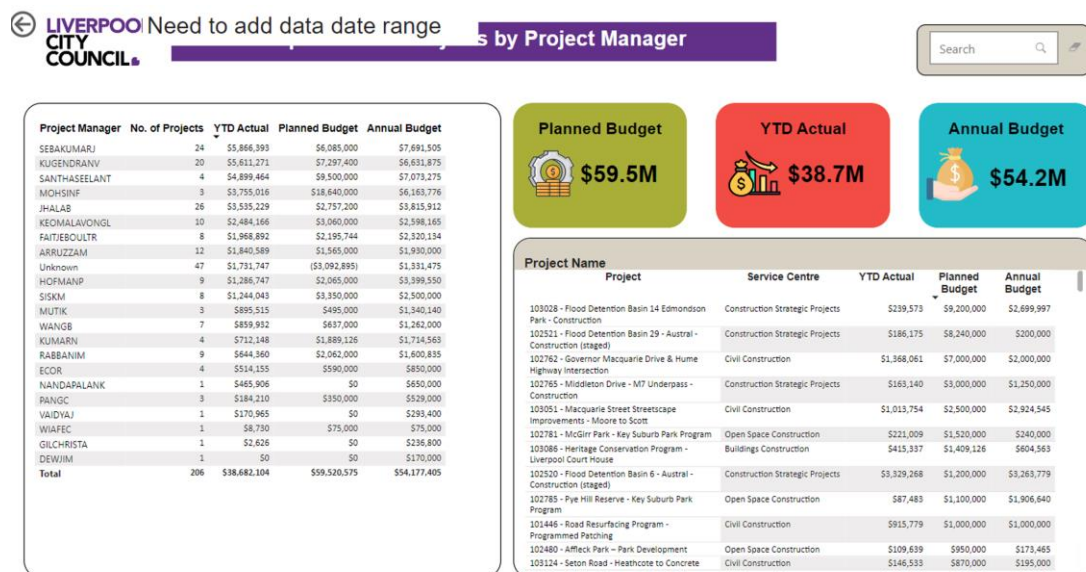 LIVERPOOL
CITY
COUNCIL
Need to add data date range
s by Project Manager
Search
Project Manager No. of Projects YTD Actual Planned Budget Annual Budget
SEBAKUMARJ 24 $5,866,393 $6,085,000 $7,691,505
KUGENDRANV 20 $5,611,271 $7,297,400 $6,631,875
SANTHASEELANT 4 $4,899,464 $9,500,000 $7,073,275
MOHSINF 3 $3,755,016 $18,640,000 $6,163,776
JHALAB 26 $3,535,229 $2,757,200 $3,815,912
KEOMALAVONGL 10 $2,484,166 $3,060,000 $2,598,165
FAITJEBOULTR 8 $1,968,892 $2,195,744 $2,320,134
ARRUZZAM 12 $1,840,589 $1,565,000 $1,930,000
Unknown 47 $1,731,747 ($3,092,895) $1,331,475
HOFMANP 9 $1,286,747 $2,065,000 $3,399,550
SISKM 8 $1,244,043 $3,350,000 $2,500,000
MUTIK 3 $895,515 $495,000 $1,340,140
WANGB 7 $859,932 $637,000 $1,262,000
KUMARN 4 $712,148 $1,889,126 $1,714,563
RABBANIM 9 $644,360 $2,062,000 $1,600,835
ECOR 4 $514,155 $590,000 $850,000
NANDAPALANK 1 $465,906 $0 $650,000
PANGC 3 $184,210 $350,000 $529,000
VAIDYAJ 1 $170,965 $0 $293,400
WIAFEC 1 $8,730 $75,000 $75,000
GILCHRISTA 1 $2,626 $0 $236,800
DEWJIM 1 $0 $0 $170,000
Total 206 $38,682,104 $59,520,575 $54,177,405
Planned Budget
$59.5M
YTD Actual
$38.7M
Annual Budget
$54.2M
Project Name
Project Service Centre YTD Actual Planned Budget Annual Budget
103028 - Flood Detention Basin 14 Edmondson Construction Strategic Projects $239,573 $9,200,000 $2,699,997
Park - Construction
102521 - Flood Detention Basin 29 - Austral - Construction Strategic Projects $186,175 $8,240,000 $200,000
Construction (staged)
102762 - Governor Macquarie Drive & Hume Civil Construction $1,368,061 $7,000,000 $2,000,000
Highway Intersection
102765 - Middleton Drive - M7 Underpass - Construction Strategic Projects $163,140 $3,000,000 $1,250,000
Construction
103051 - Macquarie Street Streetscape Civil Construction $1,013,754 $2,500,000 $2,924,545
Improvements - Moore to Scott
102781 - McGirr Park - Key Suburb Park Program Open Space Construction $221,009 $1,520,000 $240,000
103086 - Heritage Conservation Program - Buildings Construction $415,337 $1,409,126 $604,563
Liverpool Court House
102520 - Flood Detention Basin 6 - Austral - Construction Strategic Projects $3,329,268 $1,200,000 $3,263,779
Construction (staged)
102785 - Pye Hill Reserve - Key Suburb Park Open Space Construction $87,483 $1,100,000 $1,906,640
Program
101446 - Road Resurfacing Program - Civil Construction $915,779 $1,000,000 $1,000,000
Programmed Patching
102480 - Affleck Park – Park Development Open Space Construction $109,639 $950,000 $173,465
103124 - Seton Road - Heathcote to Concrete Civil Construction $146,533 $870,000 $195,000